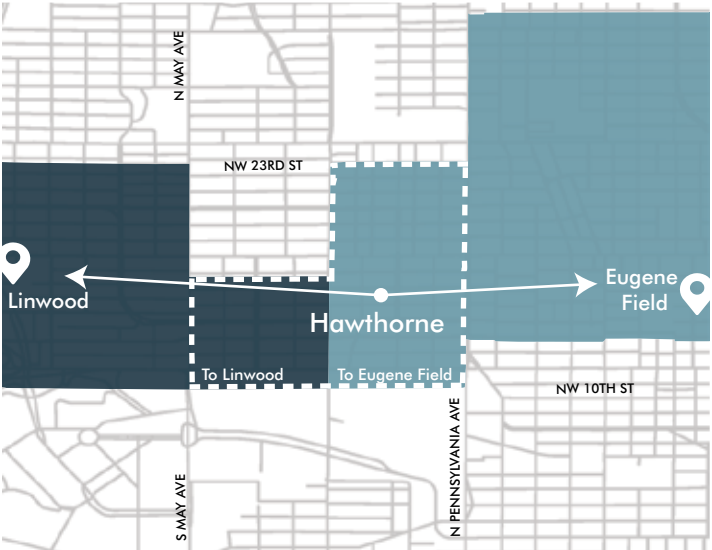 N MAY AVE
NW 23RD ST
Linwood
Eugene
Field
Hawthorne
To Linwood
To Eugene Field
NW 10TH ST
N PENNSYLVANIA AVE
S MAY AVE